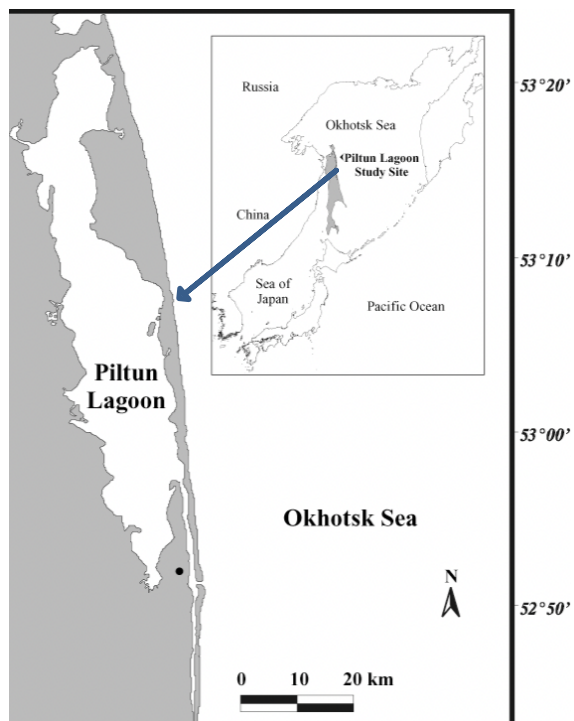 Russia
Okhotsk Sea
Piltun Lagoon
Study Site
China
Sea of
Japan
Pacific Ocean
53°20'
53°10'
53°00'
52°50'
Piltun
Lagoon
Okhotsk Sea
N
0 10 20 km